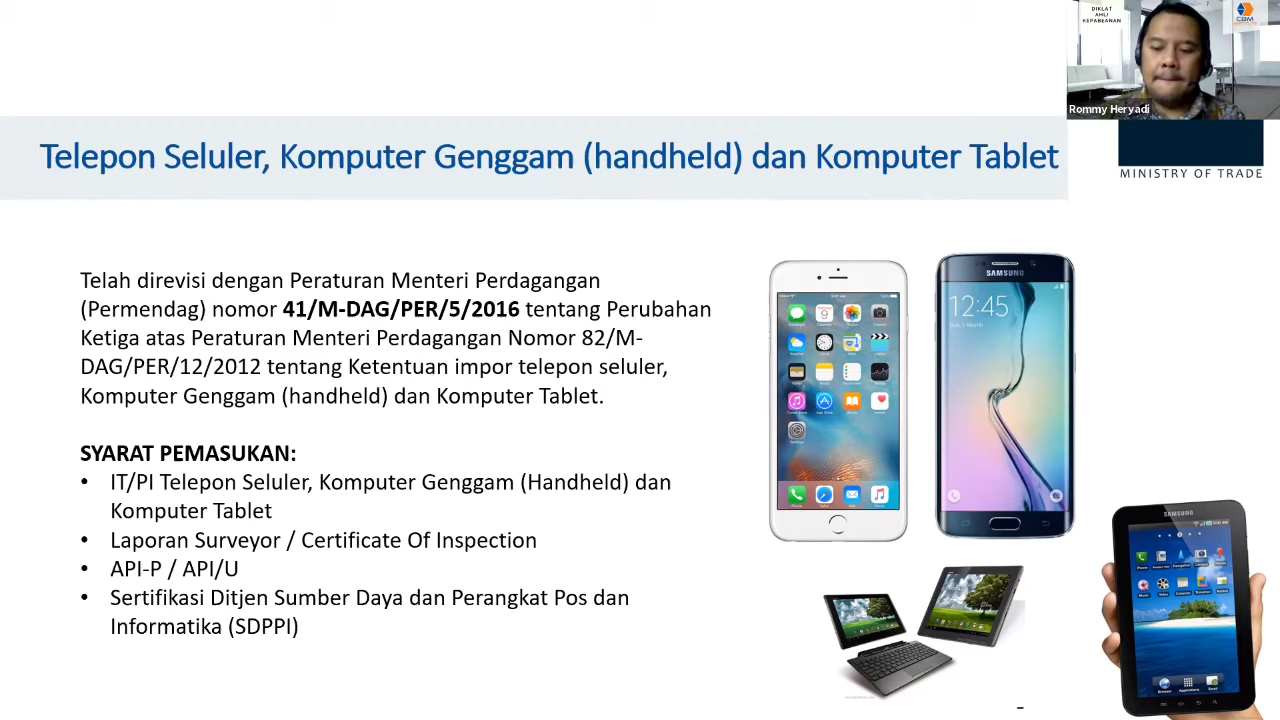 DIKLAT
AHLI
KEPABEANAN
CBM
Rommy Heryadi
Telepon Seluler, Komputer Genggam (handheld) dan Komputer Tablet
MINISTRY OF TRADE
Telah direvisi dengan Peraturan Menteri Perdagangan
(Permendag) nomor 41/M-DAG/PER/5/2016 tentang Perubahan
Ketiga atas Peraturan Menteri Perdagangan Nomor 82/M-
DAG/PER/12/2012 tentang Ketentuan impor telepon seluler,
Komputer Genggam (handheld) dan Komputer Tablet.
SYARAT PEMASUKAN:
• IT/PI Telepon Seluler, Komputer Genggam (Handheld) dan
Komputer Tablet
• Laporan Surveyor / Certificate Of Inspection
• API-P / API/U
• Sertifikasi Ditjen Sumber Daya dan Perangkat Pos dan
Informatika (SDPPI)
SAMSUNG
12:45
SAMSUNG
-